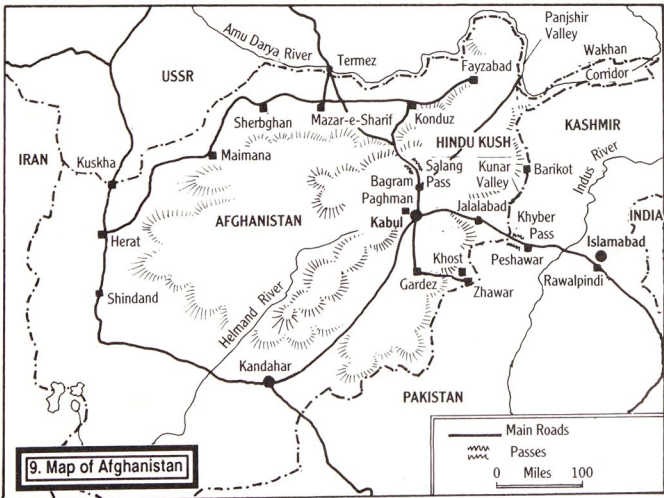 Panjshir
Valley
Amu Darya River
Termez
Wakhan
Corridor
USSR
Fayzabad
Sherbghan
Mazar-e-Sharif
Konduz
KASHMIR
HINDU KUSH
IRAN
Kuskha
Maimana
Salang
Pass
Kunar
Valley
Barikot
Indus River
Bagram
Paghman
Kabul
Jalalabad
AFGHANISTAN
Khyber
Pass
INDIA
Herat
Islamabad
Peshawar
Khost
Rawalpindi
Gardez
Zhawar
Shindand
Helmand River
Kandahar
PAKISTAN
Main Roads
Passes
0 Miles 100
9. Map of Afghanistan